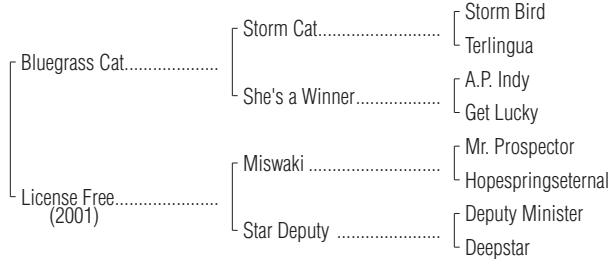 Storm Bird
Storm Cat..........................
Terlingua
Bluegrass Cat....................
A.P. Indy
She's a Winner..................
Get Lucky
Mr. Prospector
Miswaki ............................
Hopespringseternal
License Free......................
(2001)
Deputy Minister
Star Deputy ......................
Deepstar